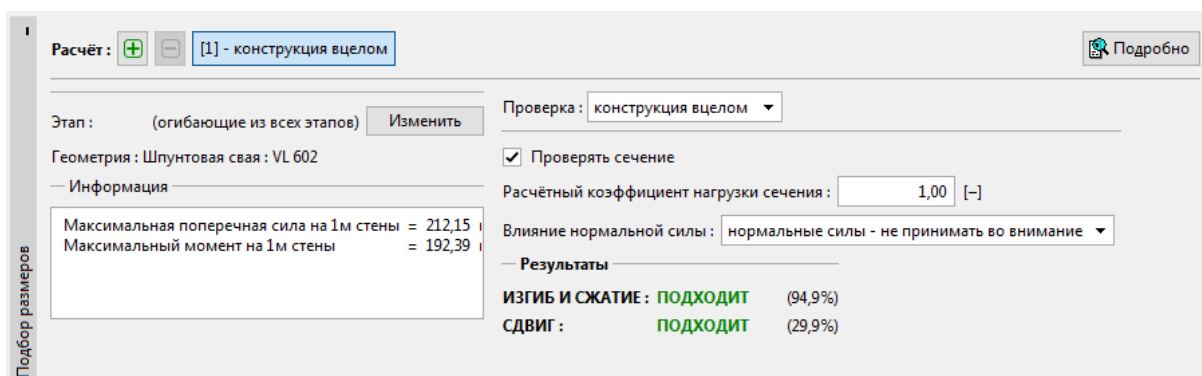 Расчёт : [1] - конструкция вцелом Подробно
Этап : (огибающие из всех этапов) Изменить
Геометрия : Шпунтовая свая : VL 602
Информация
Максимальная поперечная сила на 1м стены = 212,15
Максимальный момент на 1м стены = 192,39
Проверка : конструкция вцелом
Проверять сечение
Расчётный коэффициент нагрузки сечения : 1,00 [–]
Влияние нормальной силы : нормальные силы - не принимать во внимание
Результаты
ИЗГИБ И СЖАТИЕ : ПОДХОДИТ (94,9%)
СДВИГ : ПОДХОДИТ (29,9%)
Подбор размеров